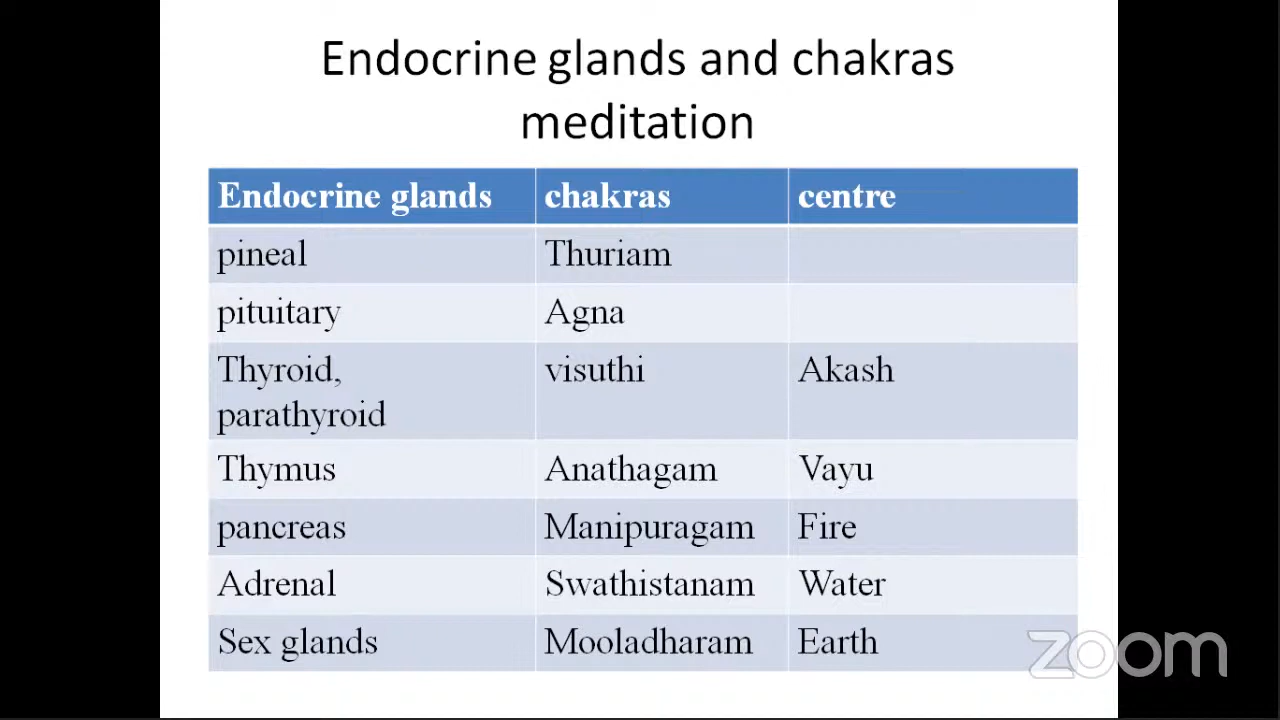 Endocrine glands and chakras
meditation
Endocrine glands chakras centre
pineal Thuriam
pituitary Agna
Thyroid, visuthi Akash
parathyroid
Thymus Anathagam Vayu
pancreas Manipuragam Fire
Adrenal Swathistanam Water
Sex glands Mooladharam Earth
zoom